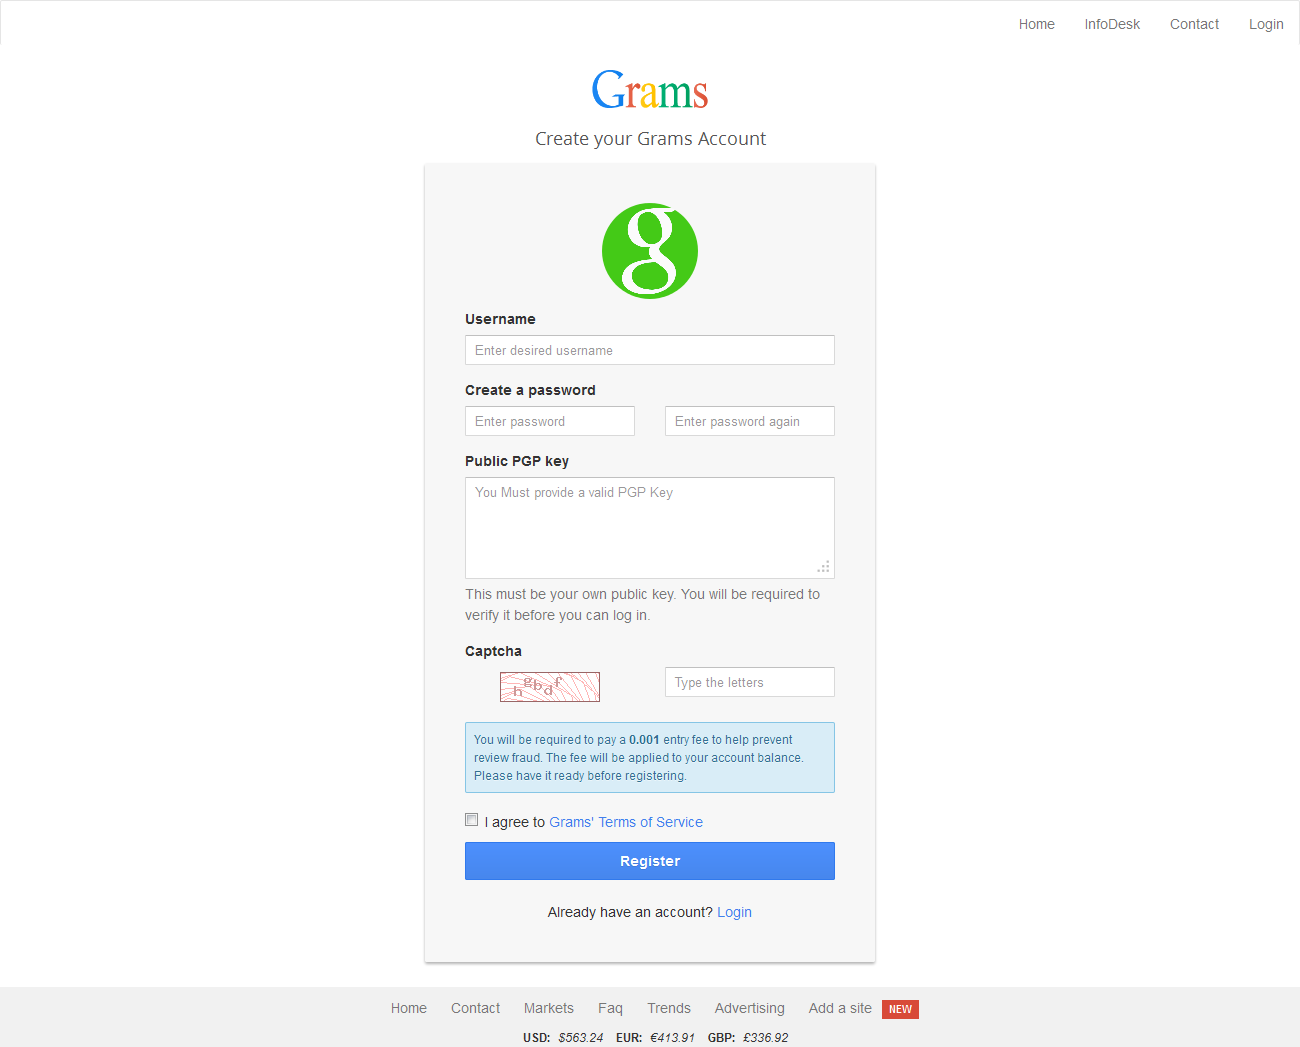 Home InfoDesk Contact Login
Grams
Create your Grams Account
g
Username
Enter desired username
Create a password
Enter password Enter password again
Public PGP key
You Must provide a valid PGP Key
This must be your own public key. You will be required to
verify it before you can log in.
Captcha
hgbdf Type the letters
You will be required to pay a 0.001 entry fee to help prevent
review fraud. The fee will be applied to your account balance.
Please have it ready before registering.
I agree to Grams' Terms of Service
Register
Already have an account? Login
Home Contact Markets Faq Trends Advertising Add a site NEW
USD: $563.24 EUR: €413.91 GBP: £336.92